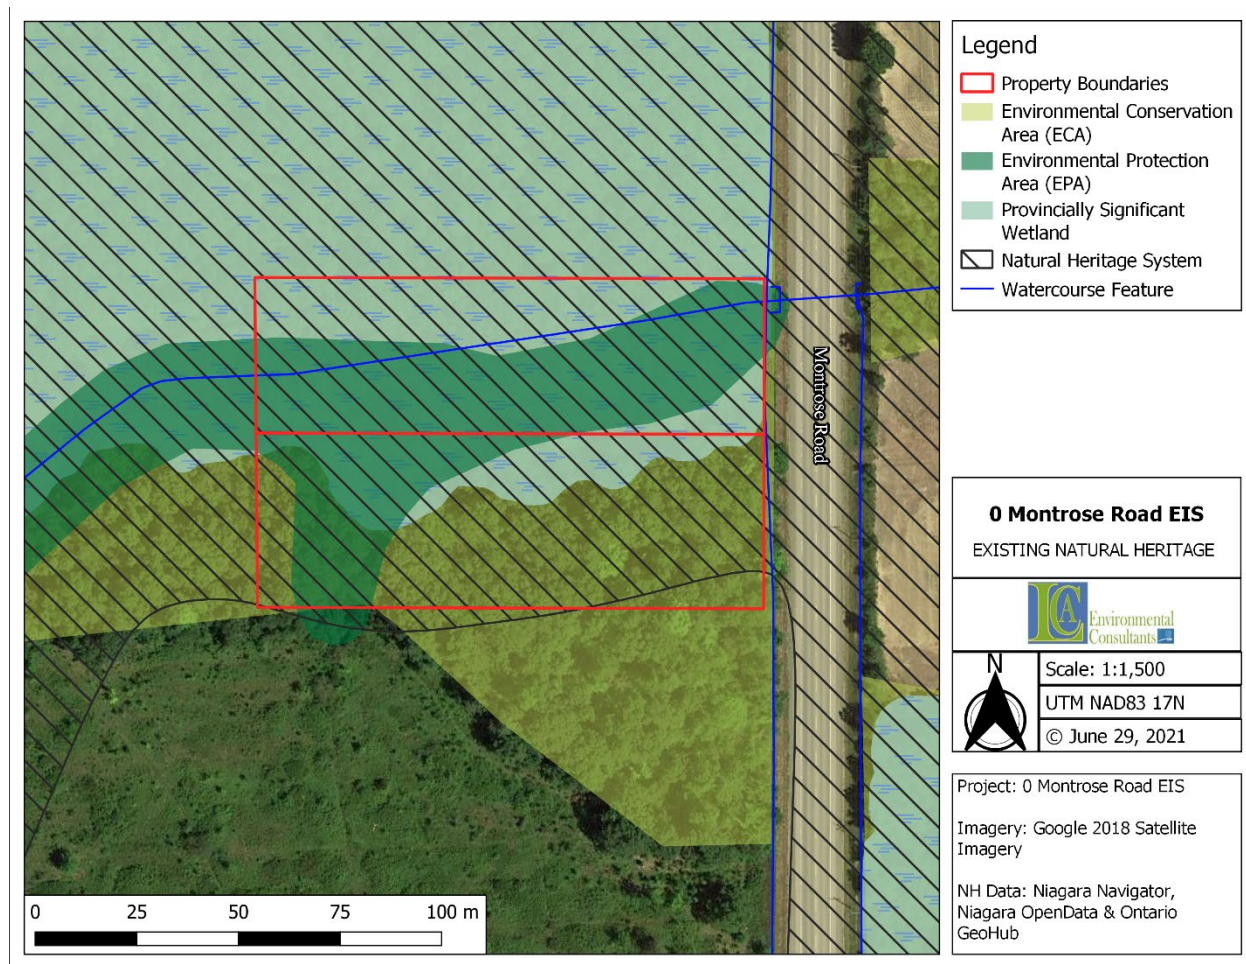 Legend
Property Boundaries
Environmental Conservation
Area (ECA)
Environmental Protection
Area (EPA)
Provincially Significant
Wetland
Natural Heritage System
Watercourse Feature
Montrose Road
0 Montrose Road EIS
EXISTING NATURAL HERITAGE
LCA
Environmental
Consultants
N
Scale: 1:1,500
UTM NAD83 17N
© June 29, 2021
Project: 0 Montrose Road EIS
Imagery: Google 2018 Satellite
Imagery
NH Data: Niagara Navigator,
Niagara OpenData & Ontario
GeoHub
0 25 50 75 100 m